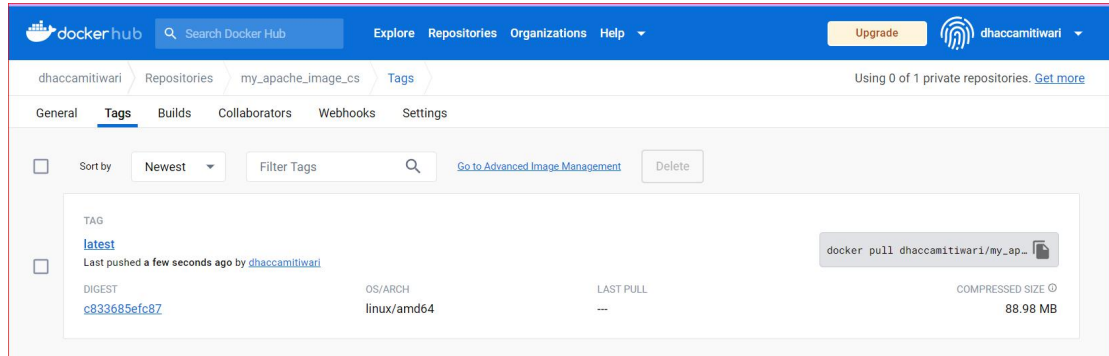 dockerhub Search Docker Hub Explore Repositories Organizations Help Upgrade dhaccamitiwari
dhaccamitiwari Repositories my_apache_image_cs Tags Using 0 of 1 private repositories. Get more
General Tags Builds Collaborators Webhooks Settings
Sort by Newest Filter Tags Go to Advanced Image Management Delete
TAG
latest
docker pull dhaccamitiwari/my_ap…
Last pushed a few seconds ago by dhaccamitiwari
DIGEST OS/ARCH LAST PULL COMPRESSED SIZE
c833685efc87 linux/amd64 --- 88.98 MB